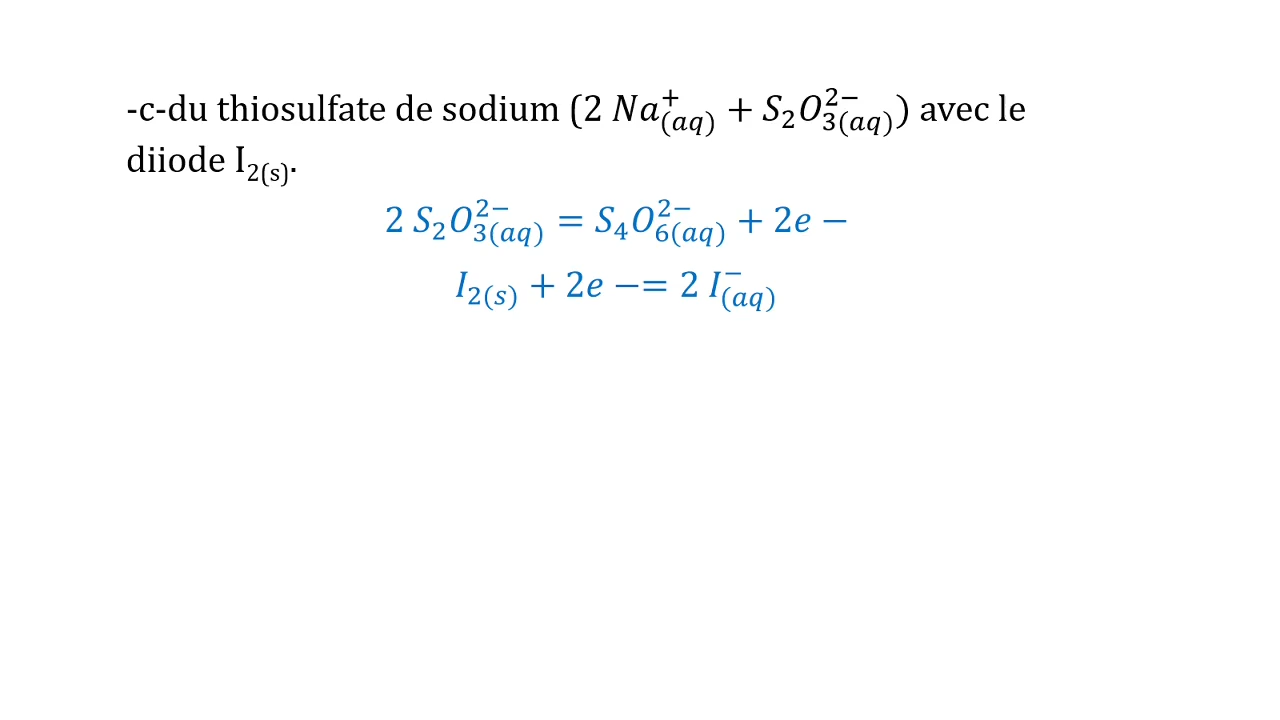 -c-du thiosulfate de sodium (2 Na⁺₍aq₎ + S₂O₃²⁻₍aq₎) avec le
diiode I₂₍s₎.
2 S₂O₃²⁻₍aq₎ = S₄O₆²⁻₍aq₎ + 2e −
I₂₍s₎ + 2e −= 2 I⁻₍aq₎